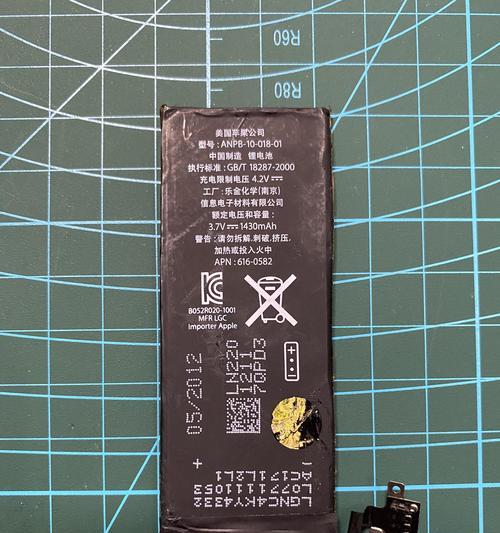 R60
R80
美国苹果公司
型号：ANPB-10-018-01
中国制造 锂电池
执行标准：GB/T 18287-2000
充电限制电压 4.2V⎓
工厂：乐金化学(南京)
信息电子材料有限公司
额定电压和容量：
3.7V⎓1430mAh
警告：请勿拆解,刺破,挤压,
加热或投入火中
APN：616-0582
B052R020-1001
MFR LGC
Importer Apple
05/2012
LN220
1211
7QPD3
+ -
LGNC4KY4332
L0771111053
AC171L2L1